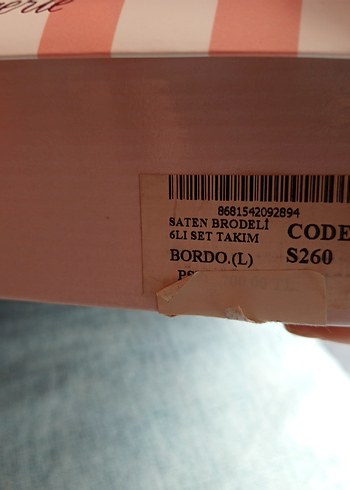 8681542092894
SATEN BRODELİ
6LI SET TAKIM
CODE
BORDO.(L)
S260